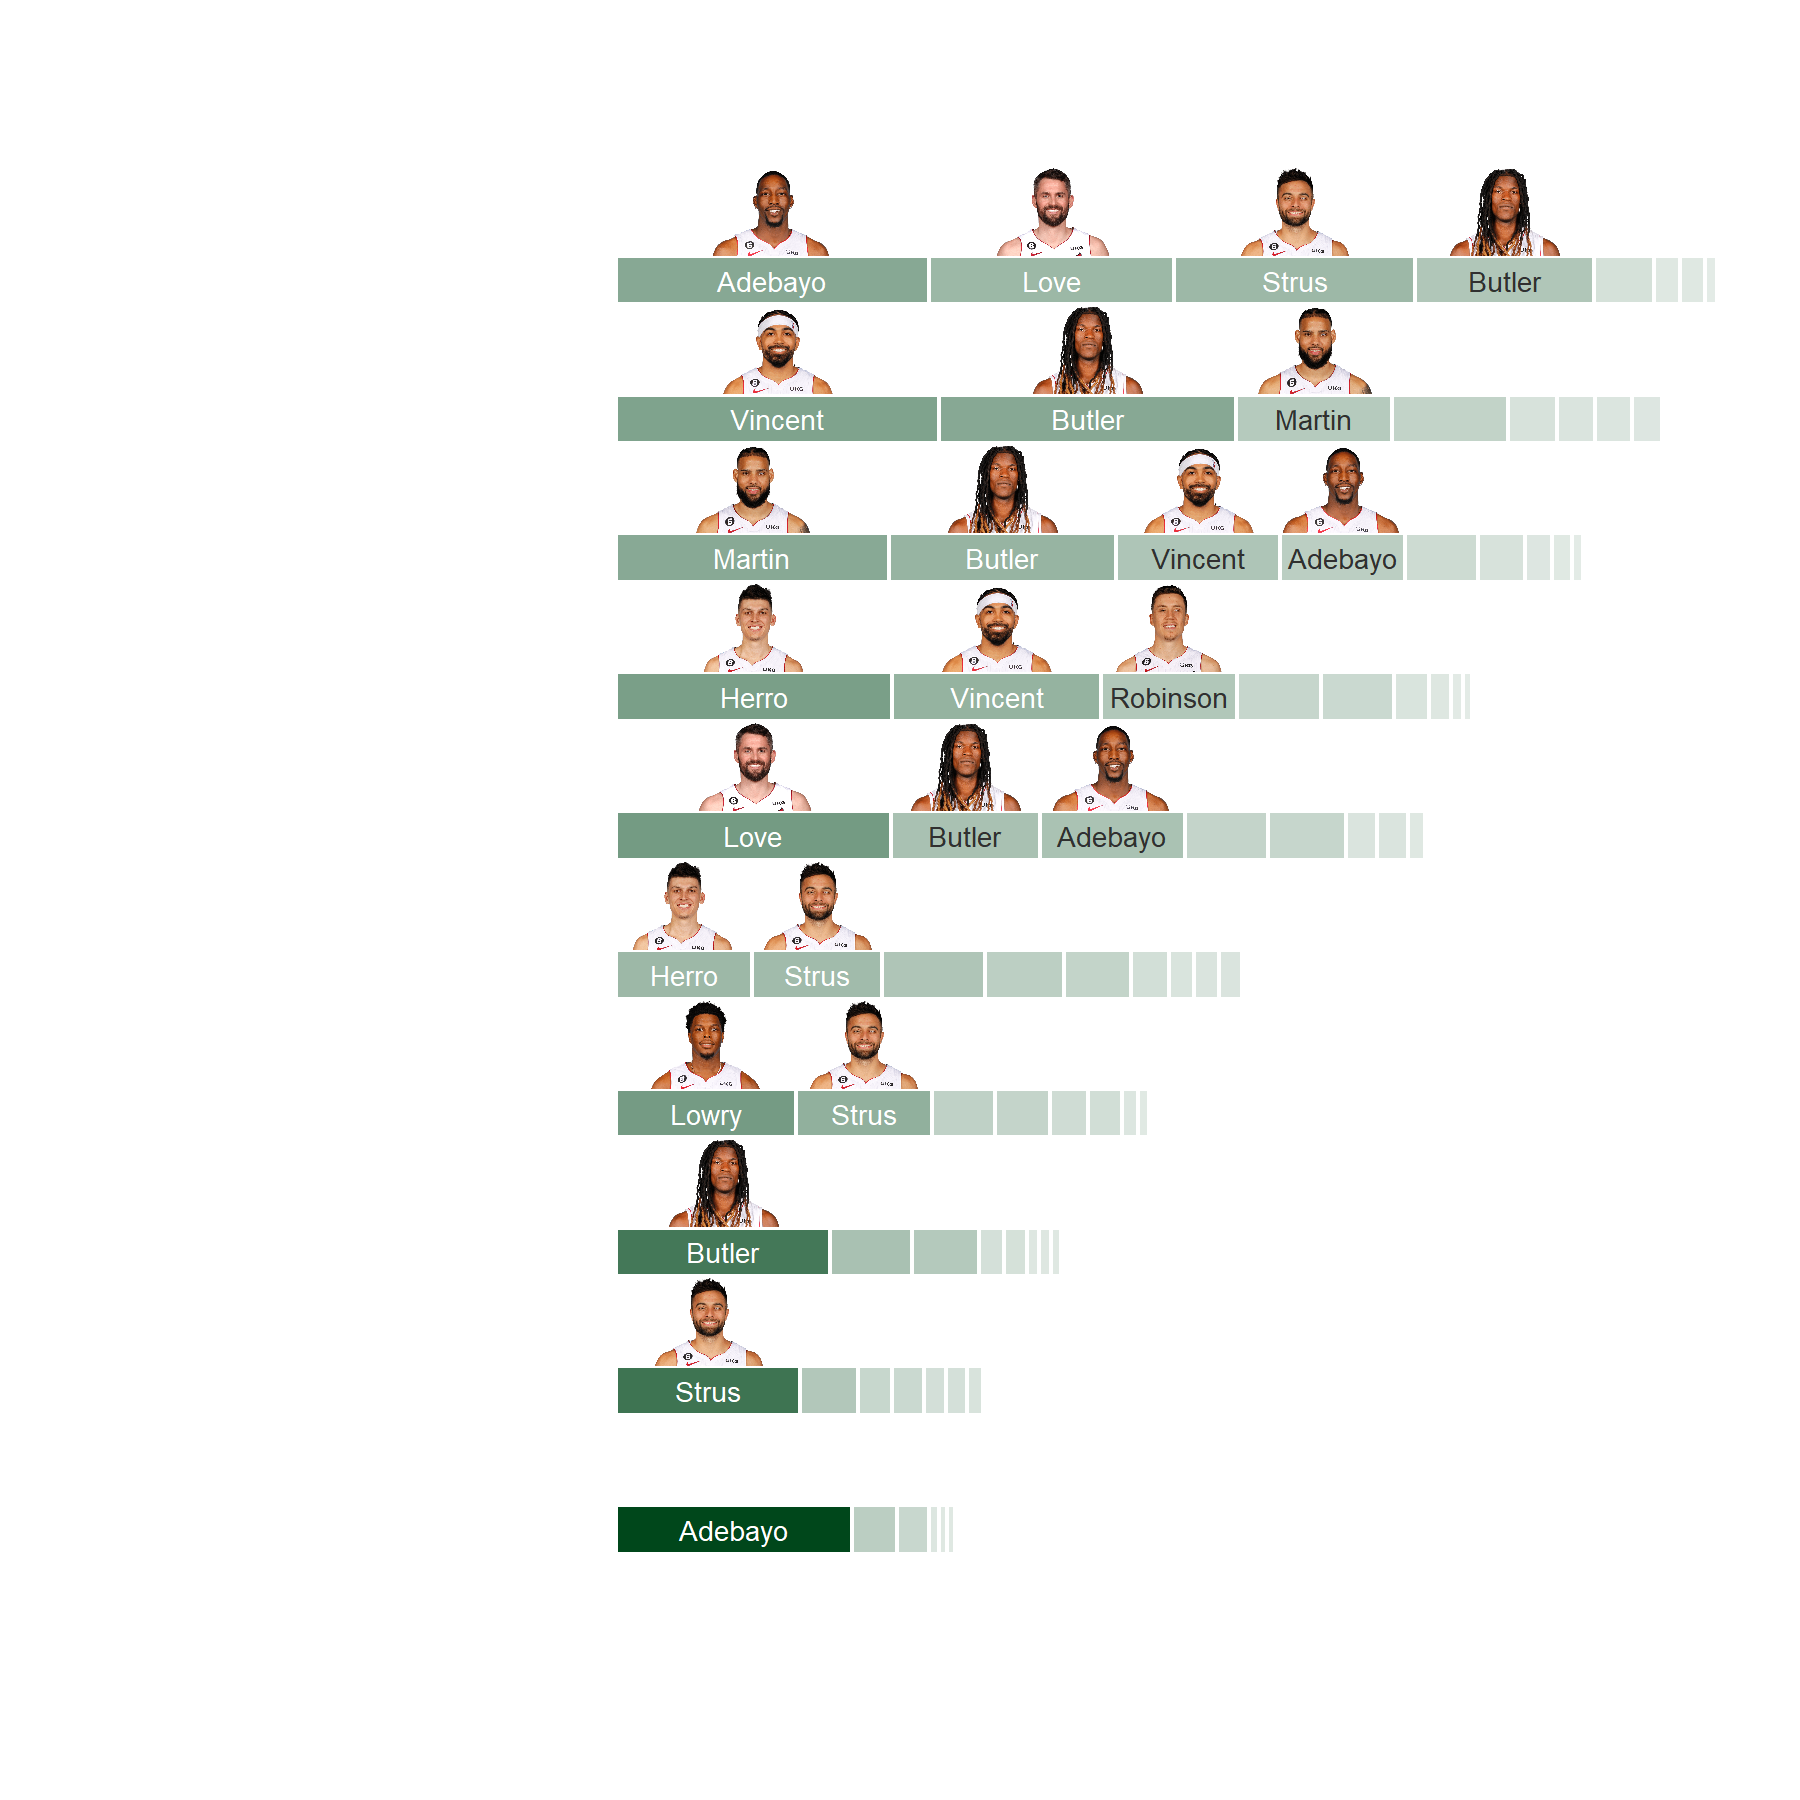 Adebayo Love Strus Butler
Vincent Butler Martin
Martin Butler Vincent Adebayo
Herro Vincent Robinson
Love Butler Adebayo
Herro Strus
Lowry Strus
Butler
Strus
Adebayo